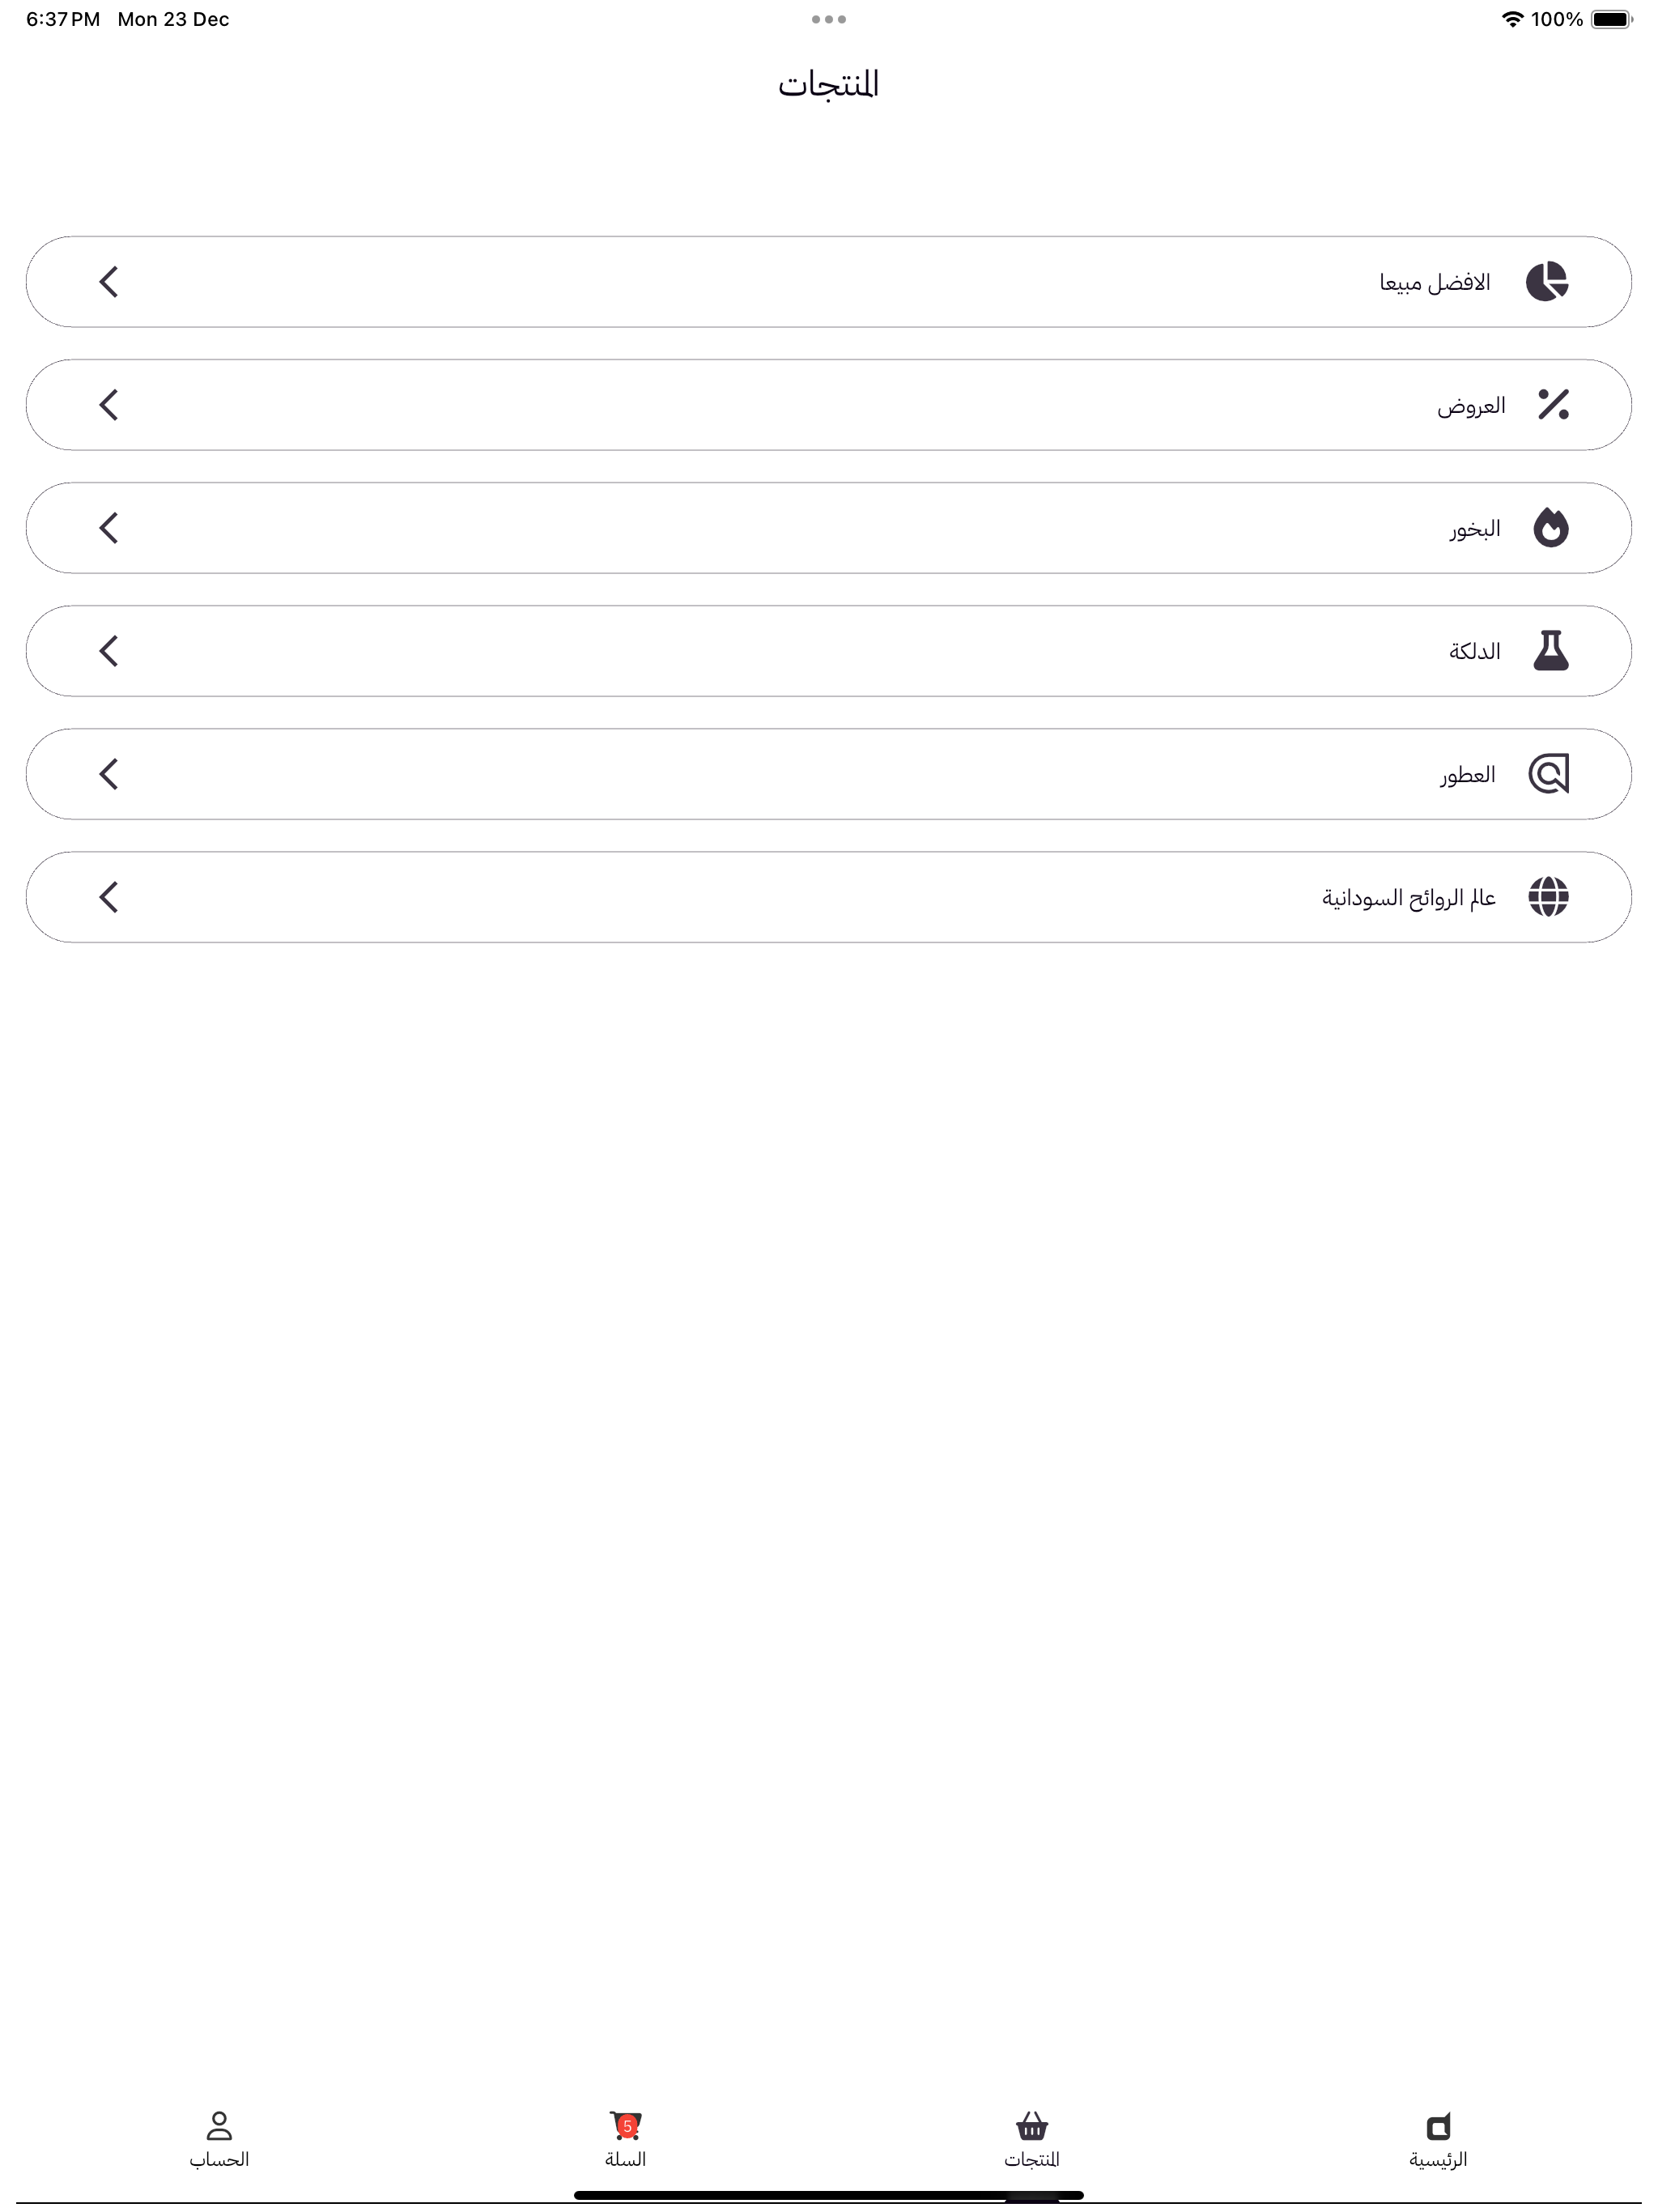 6:37 PM Mon 23 Dec
100%
المنتجات
الافضل مبيعا
العروض
البخور
الدلكة
العطور
عالم الروائح السودانية
الرئيسية
المنتجات
5
السلة
الحساب